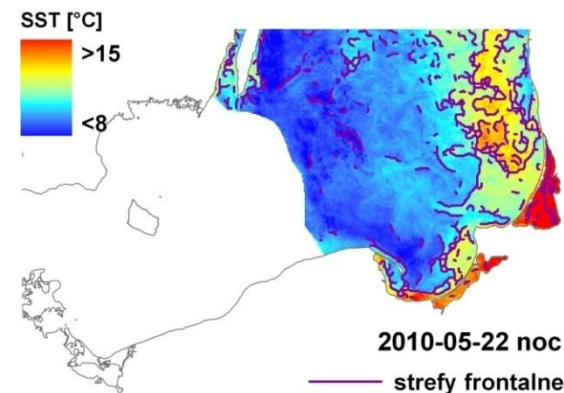 SST [°C]
>15
<8
2010-05-22 noc
strefy frontalne